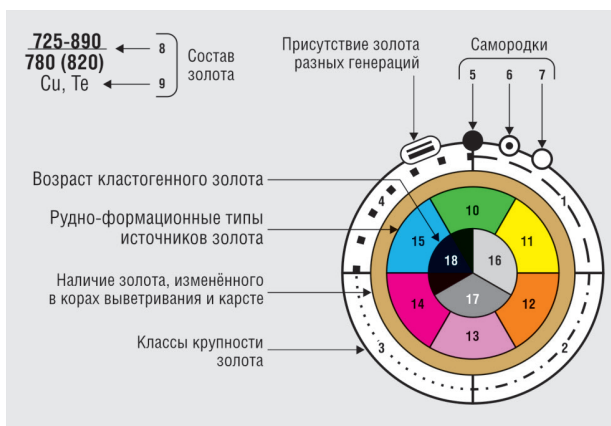 725-890
780 (820)
Cu, Te
8
9
Состав
золота
Присутствие золота
разных генераций
Самородки
5 6 7
Возраст кластогенного золота
Рудно-формационные типы
источников золота
Наличие золота, изменённого
в корах выветривания и карсте
Классы крупности
золота
4
1
10
15
11
18
16
14
17
12
13
3
2